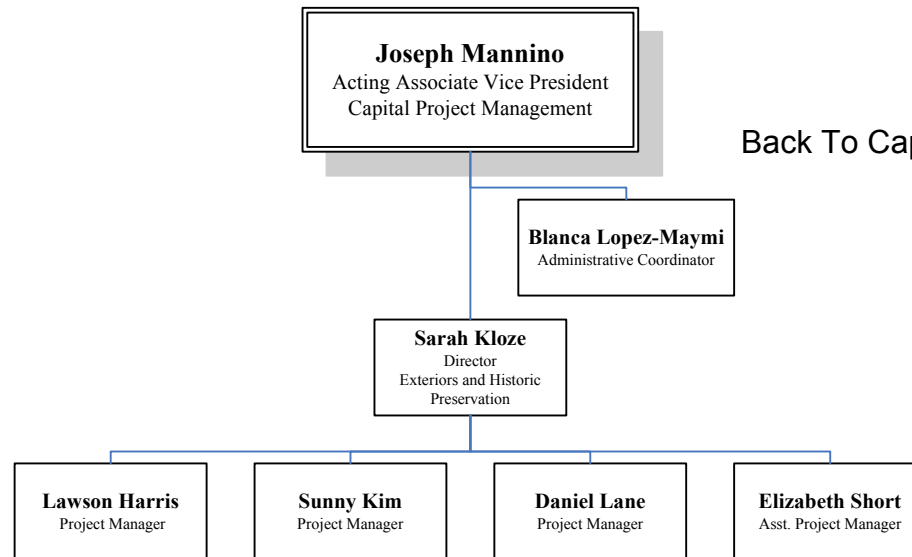 Joseph Mannino
Acting Associate Vice President
Capital Project Management
Back To Cap
Blanca Lopez-Maymi
Administrative Coordinator
Sarah Kloze
Director
Exteriors and Historic
Preservation
Lawson Harris
Project Manager
Sunny Kim
Project Manager
Daniel Lane
Project Manager
Elizabeth Short
Asst. Project Manager